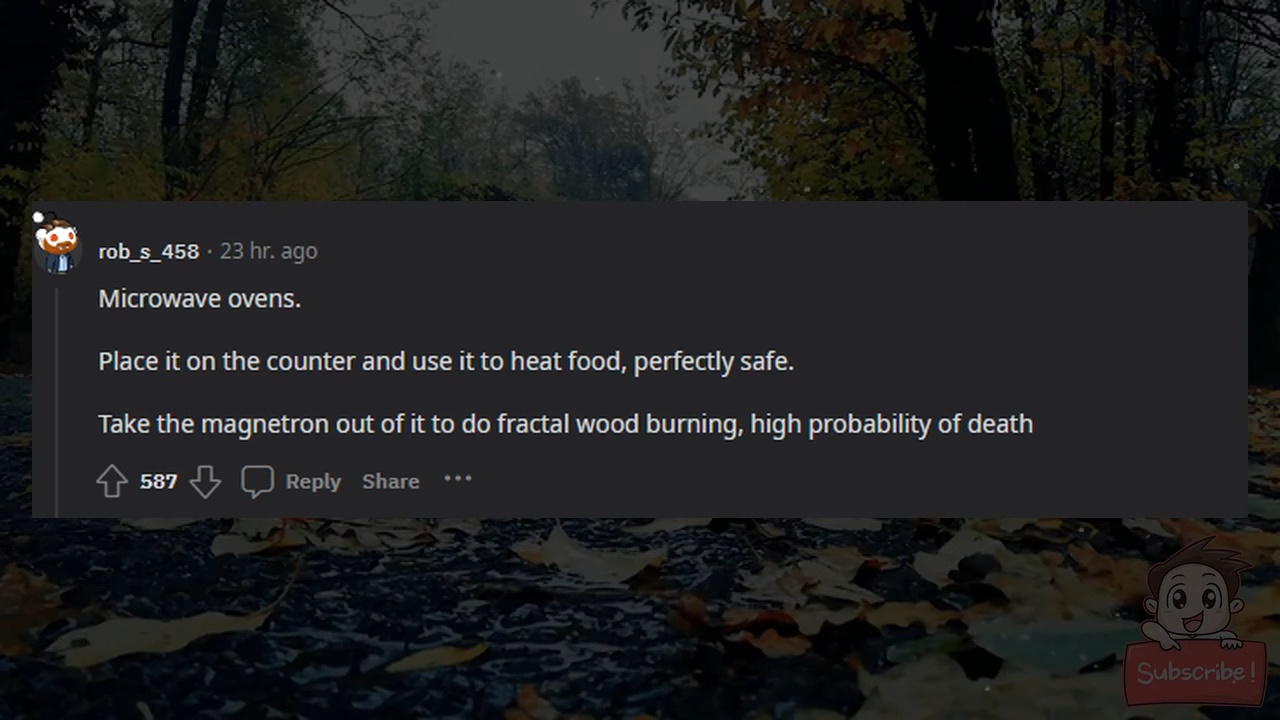 rob_s_458 · 23 hr. ago
Microwave ovens.
Place it on the counter and use it to heat food, perfectly safe.
Take the magnetron out of it to do fractal wood burning, high probability of death
587 Reply Share ···
Subscribe!